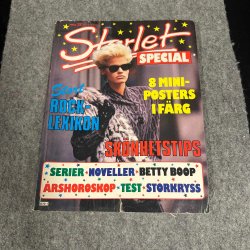 Starlet
SPECIAL
Stort
ROCK-
LEXIKON
8 MINI-
POSTERS
I FÄRG
SKÖNHETSTIPS
SERIER · NOVELLER · BETTY BOOP
ÅRSHOROSKOP · TEST · STORKRYSS